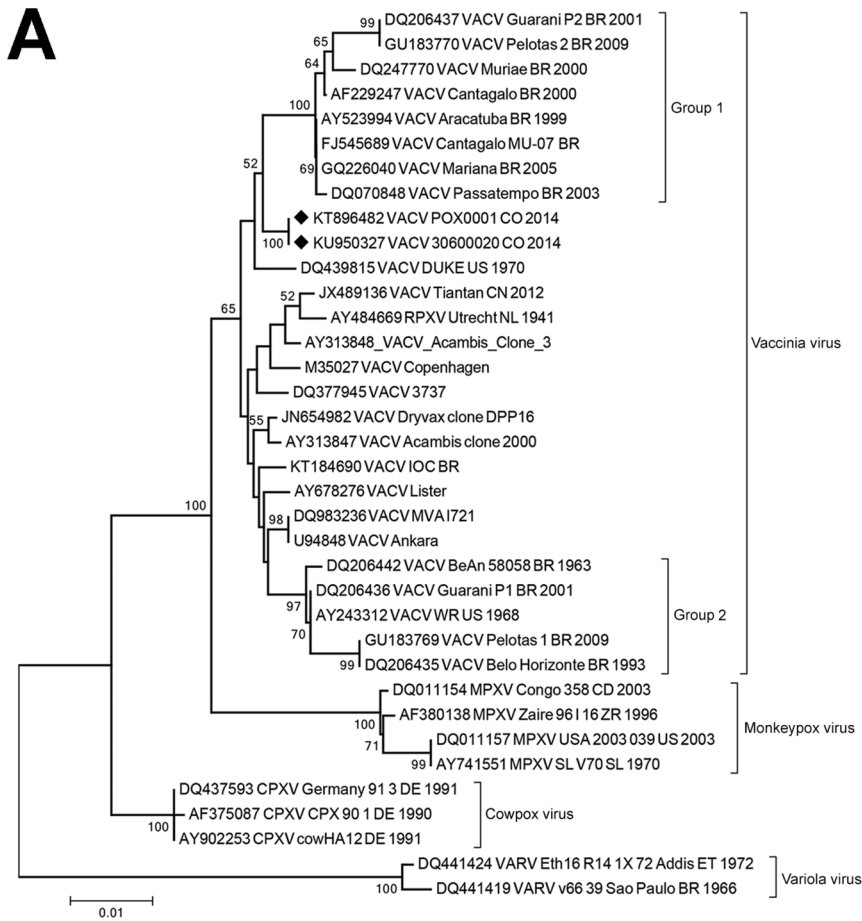 A
99
DQ206437 VACV Guarani P2 BR 2001
GU183770 VACV Pelotas 2 BR 2009
65
DQ247770 VACV Muriae BR 2000
64
AF229247 VACV Cantagalo BR 2000
100
AY523994 VACV Aracatuba BR 1999
Group 1
FJ545689 VACV Cantagalo MU-07 BR
52
69
GQ226040 VACV Mariana BR 2005
DQ070848 VACV Passatempo BR 2003
KT896482 VACV POX0001 CO 2014
100
KU950327 VACV 30600020 CO 2014
DQ439815 VACV DUKE US 1970
52
JX489136 VACV Tiantan CN 2012
65
AY484669 RPXV Utrecht NL 1941
AY313848_VACV_Acambis_Clone_3
Vaccinia virus
M35027 VACV Copenhagen
DQ377945 VACV 3737
55
JN654982 VACV Dryvax clone DPP16
AY313847 VACV Acambis clone 2000
KT184690 VACV IOC BR
AY678276 VACV Lister
100
98
DQ983236 VACV MVA I721
U94848 VACV Ankara
DQ206442 VACV BeAn 58058 BR 1963
DQ206436 VACV Guarani P1 BR 2001
97
AY243312 VACV WR US 1968
Group 2
70
GU183769 VACV Pelotas 1 BR 2009
99
DQ206435 VACV Belo Horizonte BR 1993
DQ011154 MPXV Congo 358 CD 2003
100
AF380138 MPXV Zaire 96 I 16 ZR 1996
Monkeypox virus
71
DQ011157 MPXV USA 2003 039 US 2003
99
AY741551 MPXV SL V70 SL 1970
DQ437593 CPXV Germany 91 3 DE 1991
AF375087 CPXV CPX 90 1 DE 1990
Cowpox virus
100
AY902253 CPXV cowHA12 DE 1991
DQ441424 VARV Eth16 R14 1X 72 Addis ET 1972
Variola virus
100
DQ441419 VARV v66 39 Sao Paulo BR 1966
0.01